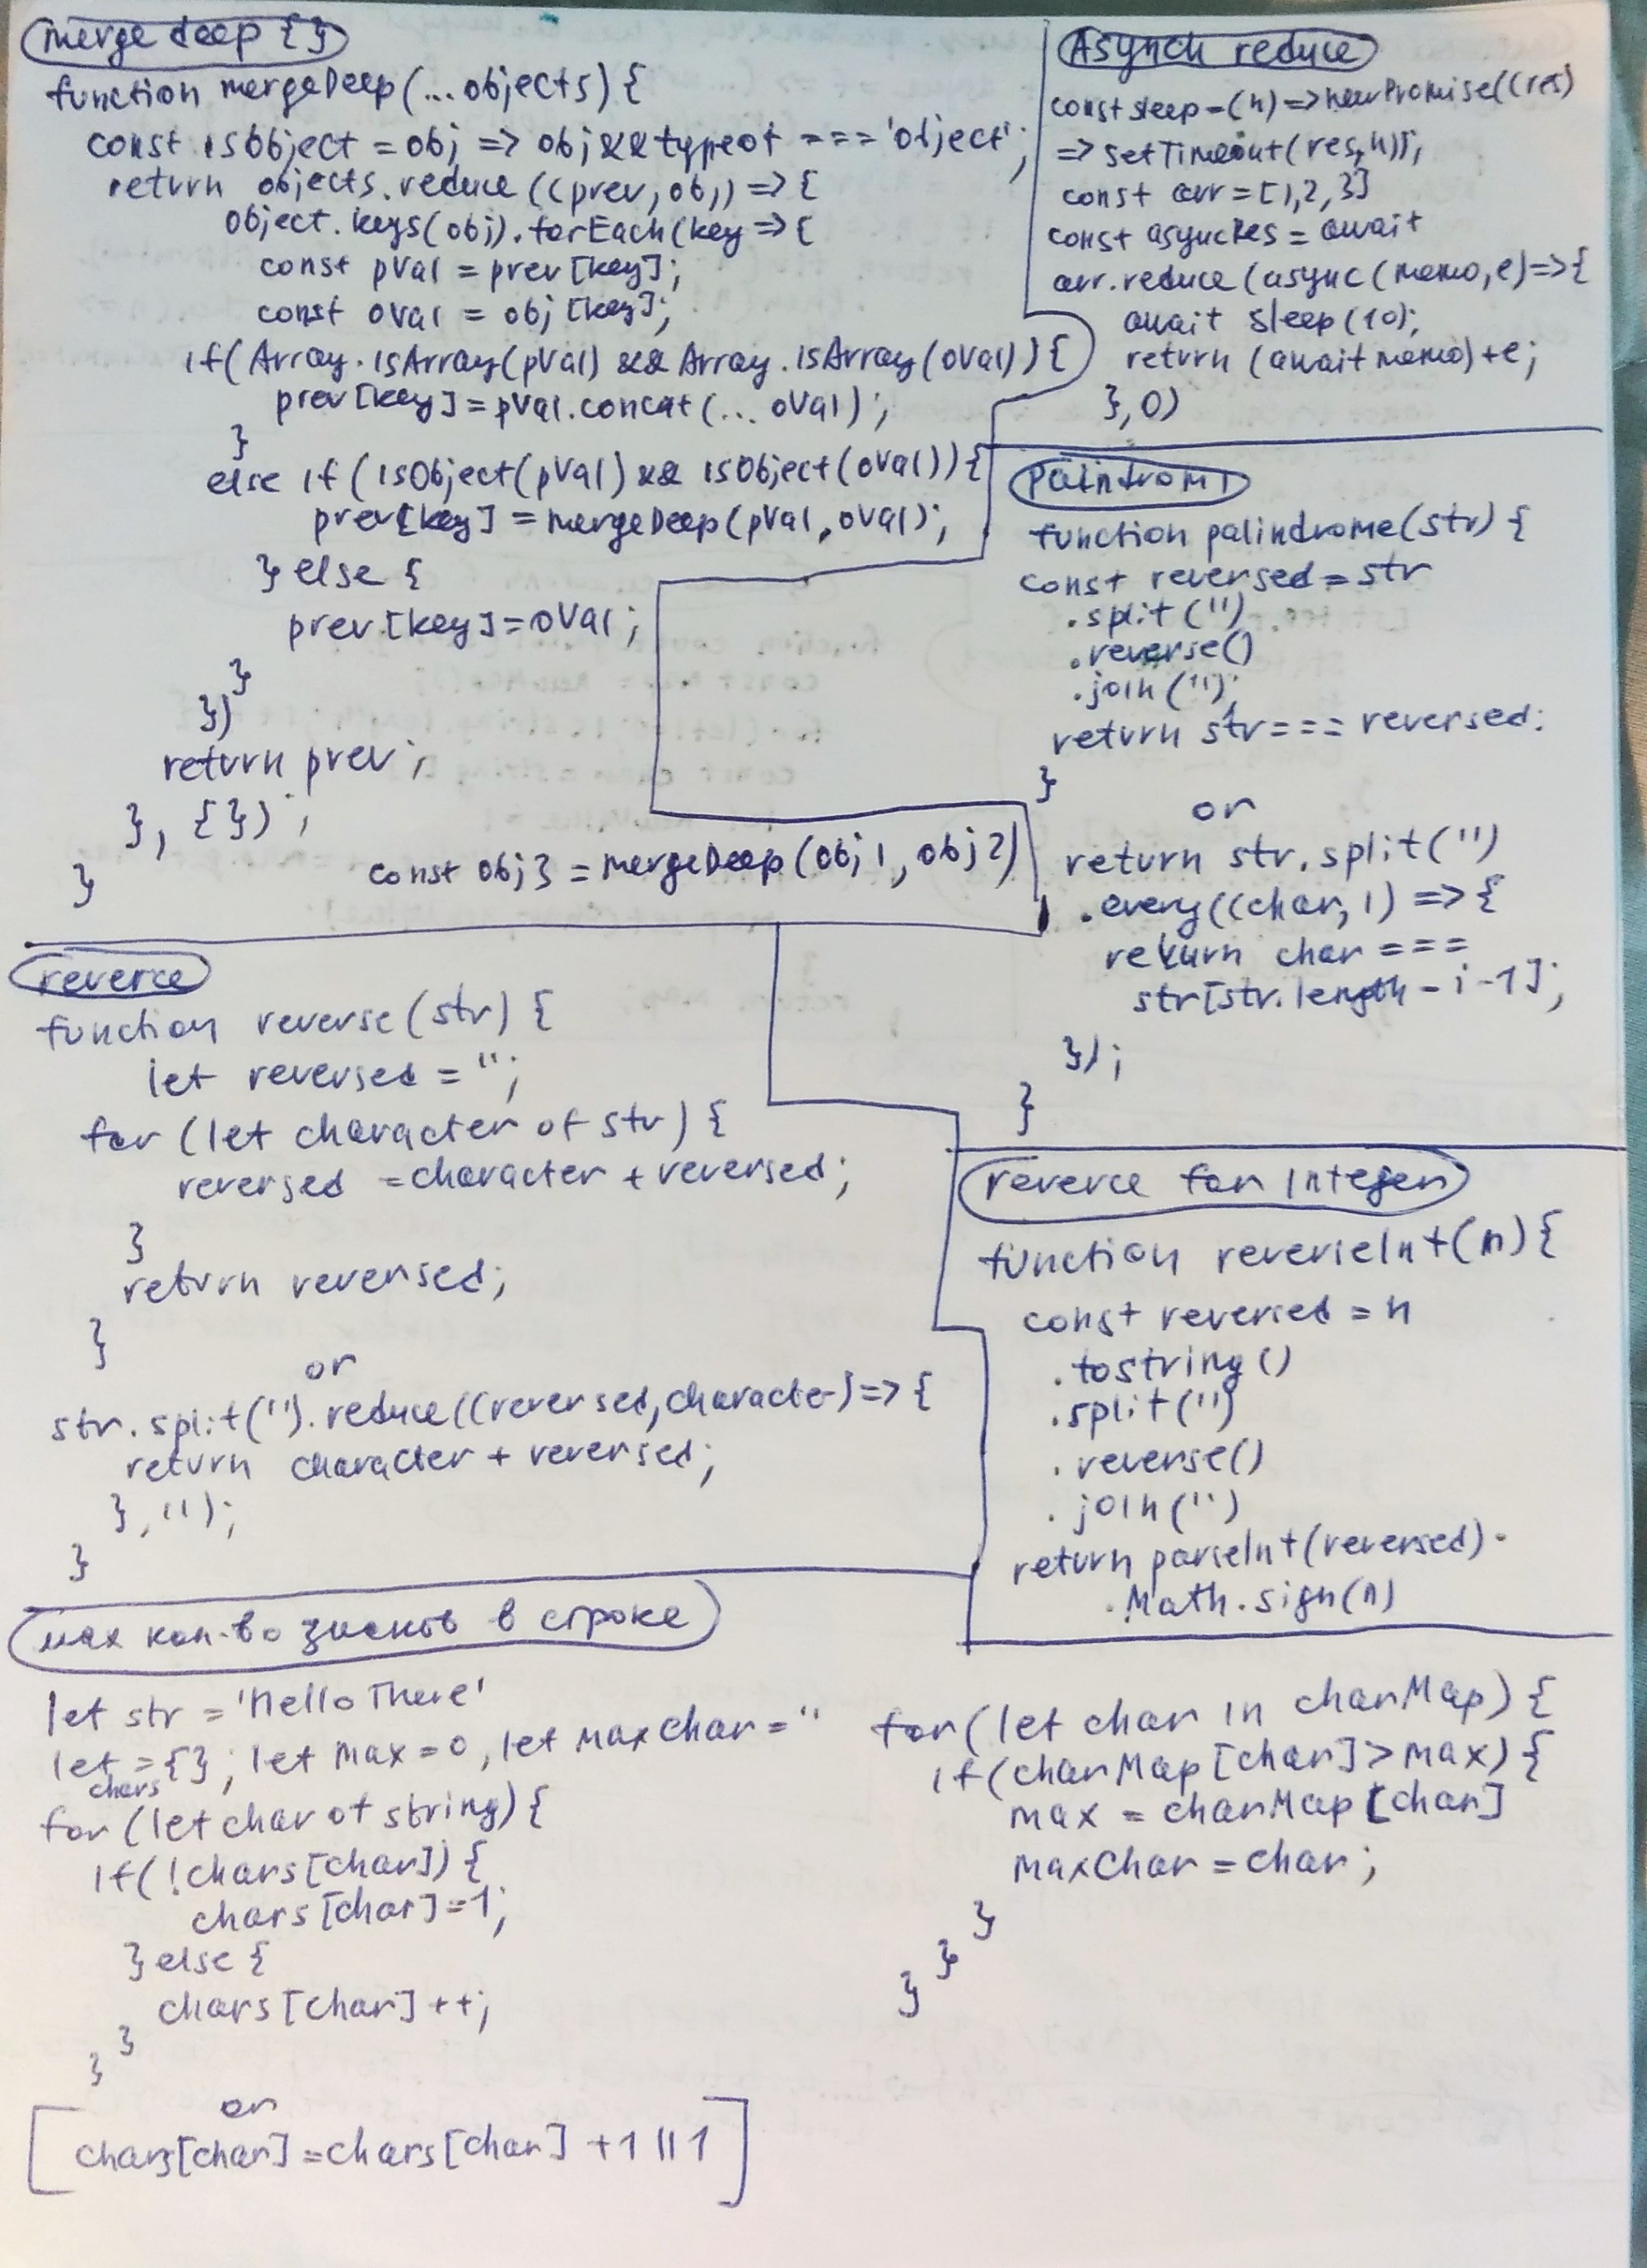 merge deep {}
function mergeDeep(...objects) {
const isObject = obj => obj && typeof === 'object';
return objects.reduce((prev, obj) => {
Object.keys(obj).forEach(key => {
const pVal = prev[key];
const oVal = obj[key];
if(Array.isArray(pVal) && Array.isArray(oVal)) {
prev[key] = pVal.concat(...oVal);
}
else if(isObject(pVal) && isObject(oVal)) {
prev[key] = mergeDeep(pVal, oVal);
} else {
prev[key] = oVal;
}
})
return prev;
}, {});
}
const obj3 = mergeDeep(obj1, obj2)
Asynch reduce
const sleep = (n) => new Promise((res)
=> setTimeout(res, n));
const arr = [1,2,3]
const asyncRes = await
arr.reduce(async(memo, e) => {
await sleep(10);
return (await memo) + e;
}, 0)
palindromi
function palindrome(str) {
const reversed = str
.split('')
.reverse()
.join('');
return str === reversed;
}
or
return str.split('')
.every((char, i) => {
return char ===
str[str.length - i - 1];
});
}
reverce
function reverse(str) {
let reversed = '';
for (let character of str) {
reversed = character + reversed;
}
return reversed;
}
or
str.split('').reduce((reversed, character) => {
return character + reversed;
}, '');
}
reverce for integer
function reverseInt(n) {
const reversed = n
.toString()
.split('')
.reverse()
.join('')
return parseInt(reversed) ·
· Math.sign(n)
мах кол-во знаков в строке
let str = 'Hello There'
let chars = {}; let max = 0, let maxchar = ''
for (let char of string) {
if(!chars[char]) {
chars[char] = 1;
} else {
chars[char]++;
}
}
or
[chars[char] = chars[char] + 1 || 1]
for (let char in charMap) {
if(charMap[char] > max) {
max = charMap[char]
maxChar = char;
}
}
}